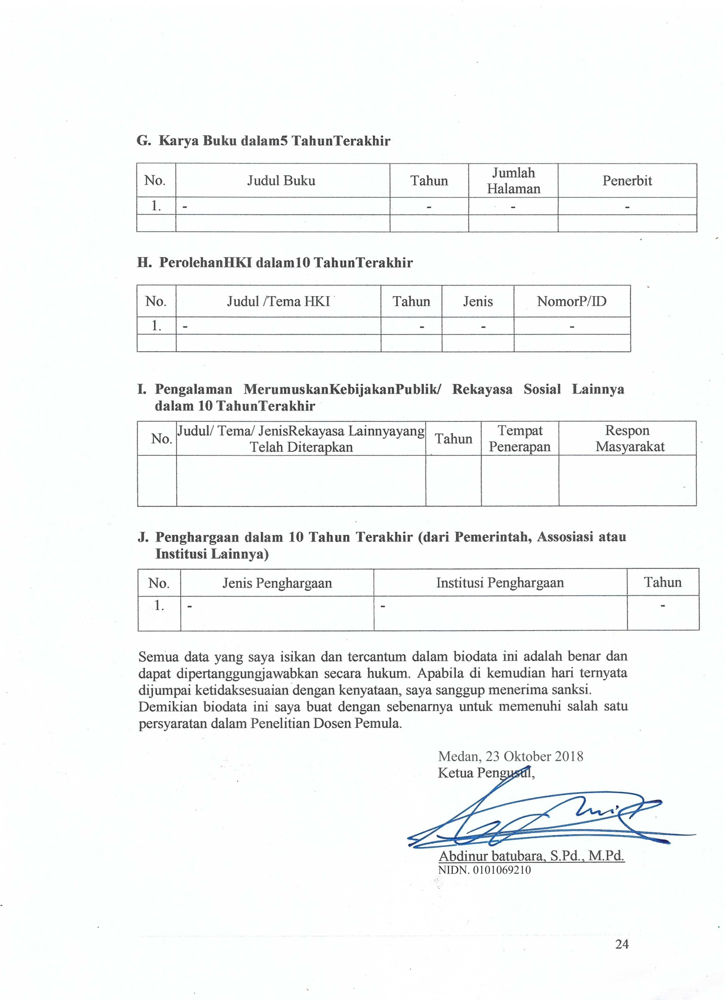 G. Karya Buku dalam5 TahunTerakhir
No. Judul Buku Tahun Jumlah Halaman Penerbit
1. - - - -
H. PerolehanHKI dalam10 TahunTerakhir
No. Judul /Tema HKI Tahun Jenis NomorP/ID
1. - - - -
I. Pengalaman MerumuskanKebijakanPublik/ Rekayasa Sosial Lainnya
dalam 10 TahunTerakhir
No. Judul/ Tema/ JenisRekayasa Lainnyayang Telah Diterapkan Tahun Tempat Penerapan Respon Masyarakat
J. Penghargaan dalam 10 Tahun Terakhir (dari Pemerintah, Assosiasi atau
Institusi Lainnya)
No. Jenis Penghargaan Institusi Penghargaan Tahun
1. - - -
Semua data yang saya isikan dan tercantum dalam biodata ini adalah benar dan
dapat dipertanggungjawabkan secara hukum. Apabila di kemudian hari ternyata
dijumpai ketidaksesuaian dengan kenyataan, saya sanggup menerima sanksi.
Demikian biodata ini saya buat dengan sebenarnya untuk memenuhi salah satu
persyaratan dalam Penelitian Dosen Pemula.
Medan, 23 Oktober 2018
Ketua Pengusul,
Abdinur batubara, S.Pd., M.Pd.
NIDN. 0101069210
24